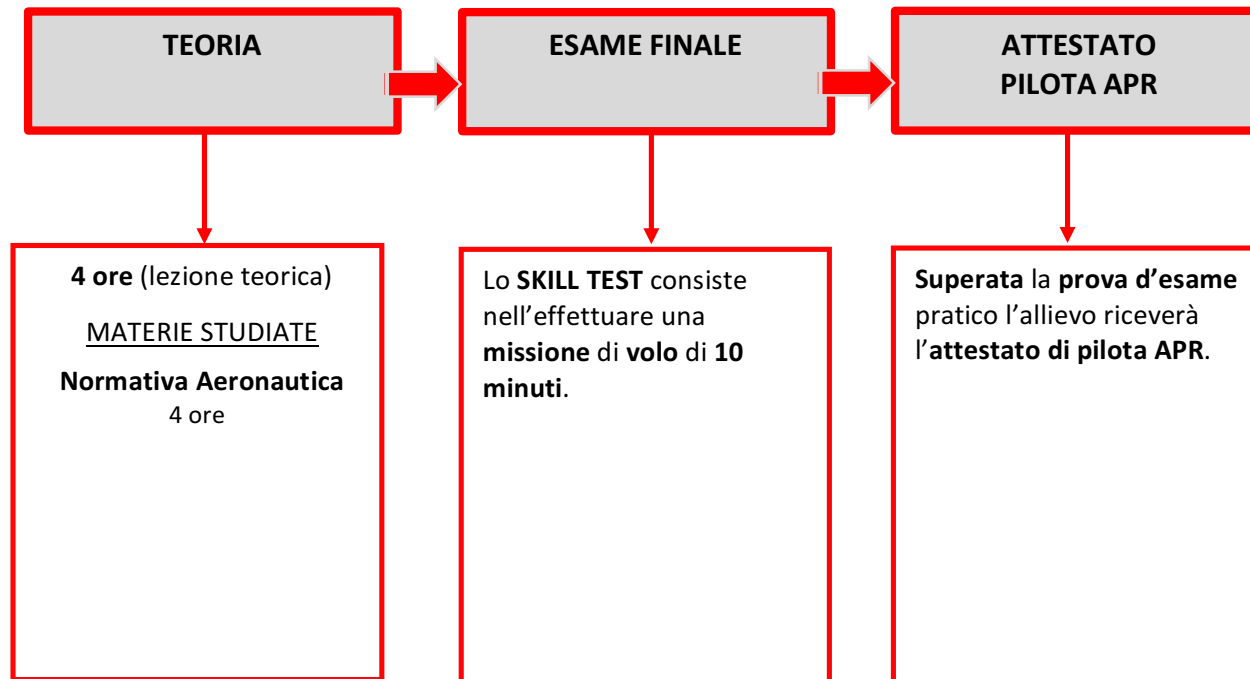 TEORIA
ESAME FINALE
ATTESTATO
PILOTA APR
4 ore (lezione teorica)
MATERIE STUDIATE
Normativa Aeronautica
4 ore
Lo SKILL TEST consiste
nell’effettuare una
missione di volo di 10
minuti.
Superata la prova d’esame
pratico l’allievo riceverà
l’attestato di pilota APR.